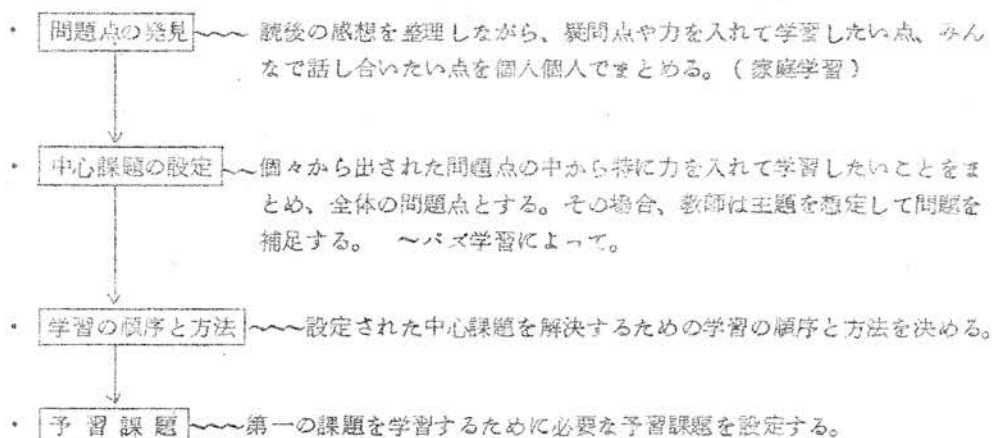 ・ 問題点の発見 ～～ 読後の感想を整理しながら、疑問点や力を入れて学習したい点、みん
なで話し合いたい点を個人個人でまとめる。(家庭学習)
・ 中心課題の設定 ～～ 個々から出された問題点の中から特に力を入れて学習したいことをま
とめ、全体の問題点とする。その場合、教師は主題を想定して問題を
補足する。 ～バズ学習によって。
・ 学習の順序と方法 ～～～設定された中心課題を解決するための学習の順序と方法を決める。
・ 予習課題 ～～～第一の課題を学習するために必要な予習課題を設定する。